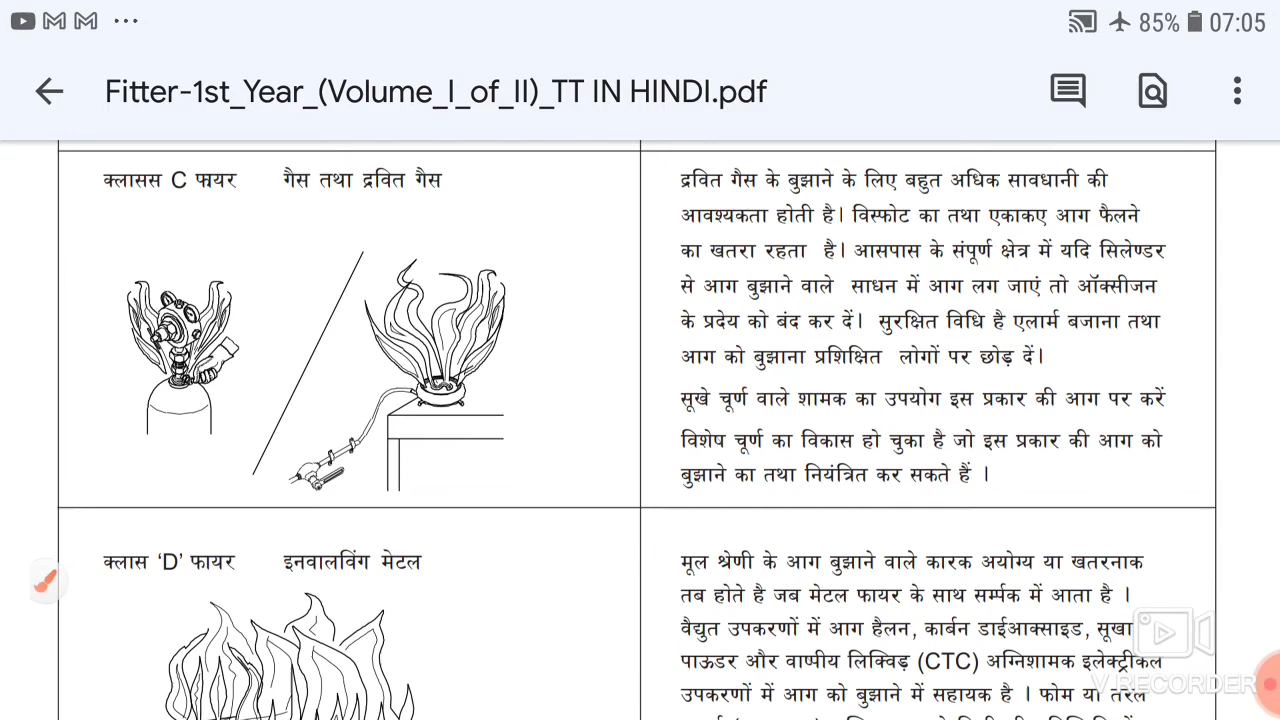 85% 07:05
Fitter-1st_Year_(Volume_I_of_II)_TT IN HINDI.pdf
क्लासस C फायर गैस तथा द्रवित गैस
द्रवित गैस के बुझाने के लिए बहुत अधिक सावधानी की
आवश्यकता होती है। विस्फोट का तथा एकाकए आग फैलने
का खतरा रहता है। आसपास के संपूर्ण क्षेत्र में यदि सिलेण्डर
से आग बुझाने वाले साधन में आग लग जाएं तो ऑक्सीजन
के प्रदेय को बंद कर दें। सुरक्षित विधि है एलार्म बजाना तथा
आग को बुझाना प्रशिक्षित लोगों पर छोड़ दें।
सूखे चूर्ण वाले शामक का उपयोग इस प्रकार की आग पर करें
विशेष चूर्ण का विकास हो चुका है जो इस प्रकार की आग को
बुझाने का तथा नियंत्रित कर सकते हैं ।
क्लास ‘D’ फायर इनवालविंग मेटल
मूल श्रेणी के आग बुझाने वाले कारक अयोग्य या खतरनाक
तब होते है जब मेटल फायर के साथ सर्म्पक में आता है ।
वैद्युत उपकरणों में आग हैलन, कार्बन डाईआक्साइड, सूखा
पाऊडर और वाष्पीय लिक्विड़ (CTC) अग्निशामक इलेक्ट्रीकल
उपकरणों में आग को बुझाने में सहायक है । फोम या तरल
V RECORDER